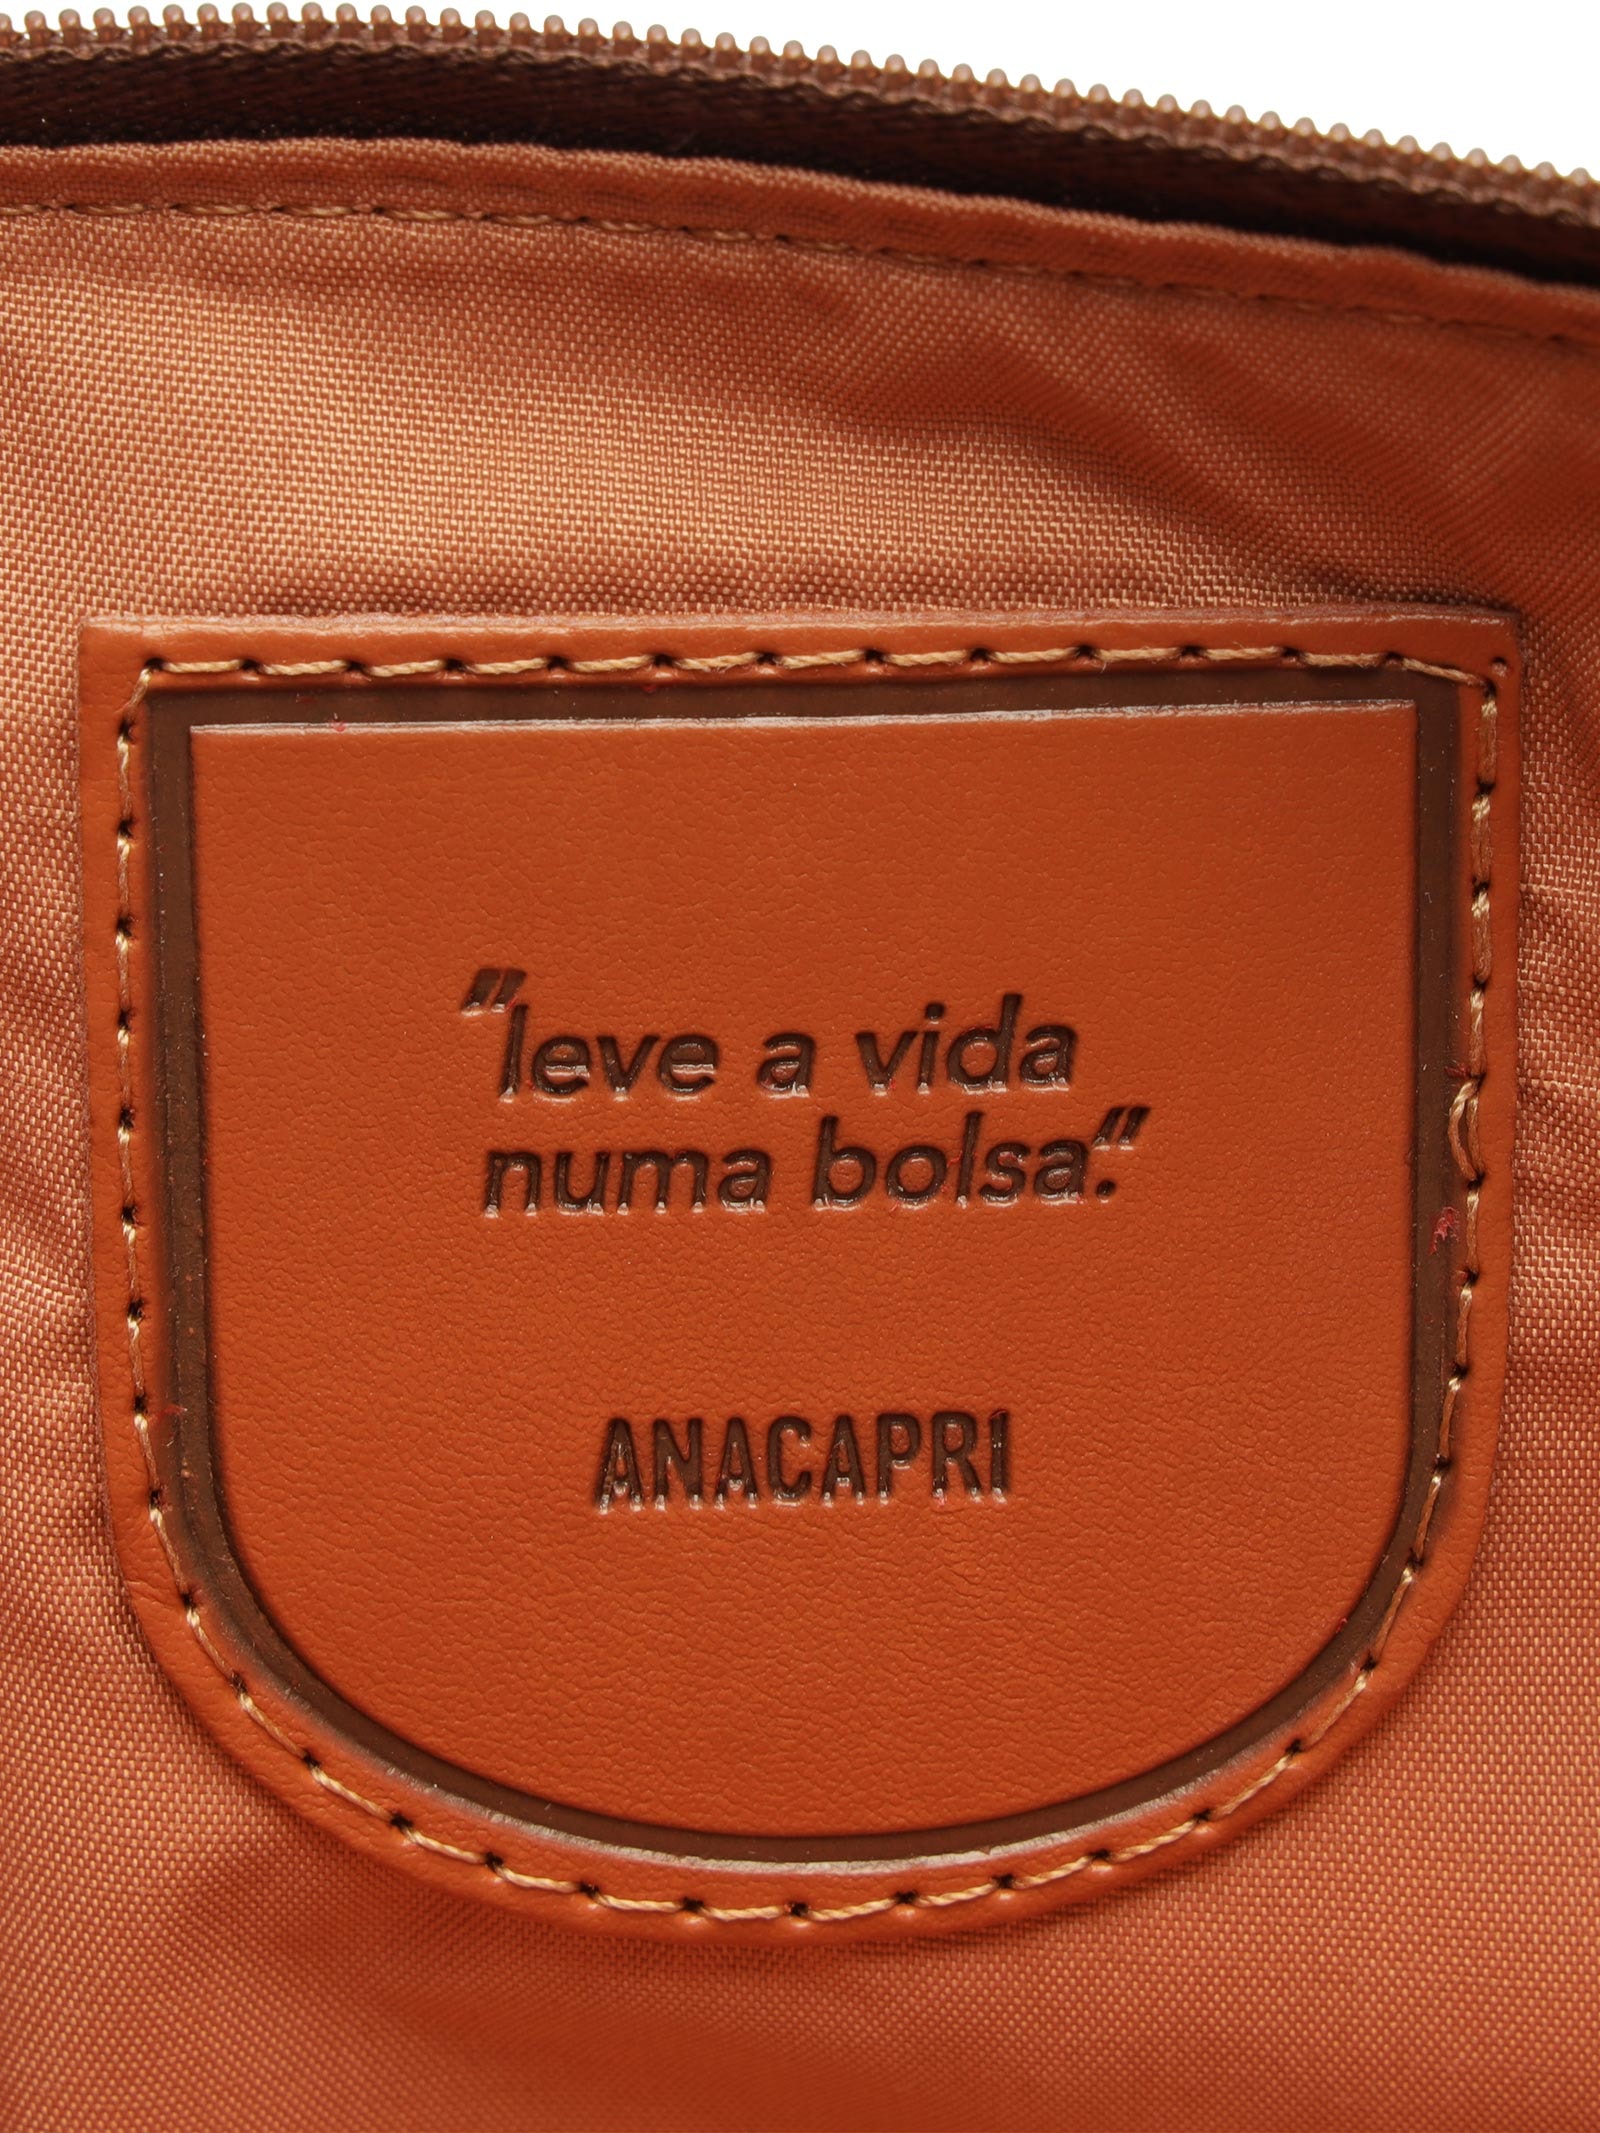 "leve a vida
numa bolsa."
ANACAPRI